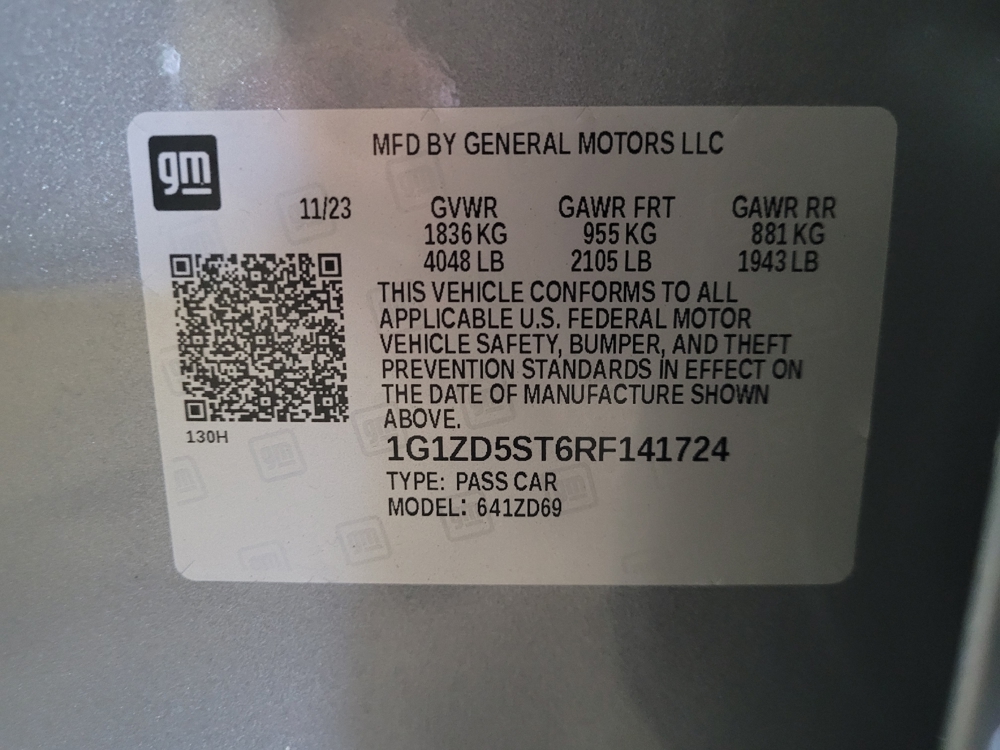 gm
MFD BY GENERAL MOTORS LLC
11/23 GVWR GAWR FRT GAWR RR
1836 KG 955 KG 881 KG
4048 LB 2105 LB 1943 LB
THIS VEHICLE CONFORMS TO ALL
APPLICABLE U.S. FEDERAL MOTOR
VEHICLE SAFETY, BUMPER, AND THEFT
PREVENTION STANDARDS IN EFFECT ON
THE DATE OF MANUFACTURE SHOWN
ABOVE.
130H
1G1ZD5ST6RF141724
TYPE: PASS CAR
MODEL: 641ZD69